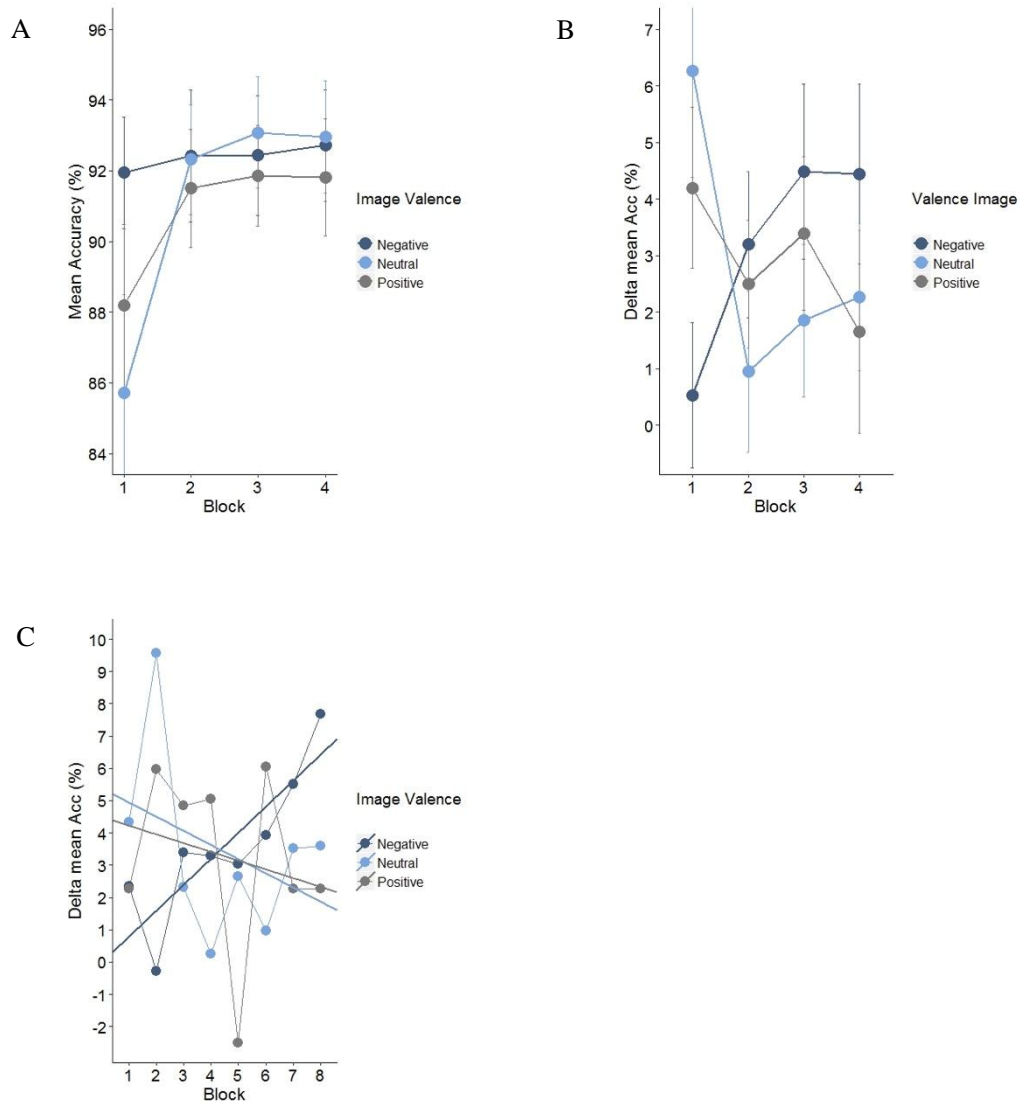 A
Mean Accuracy (%)
96
94
92
90
88
86
84
1 2 3 4
Block
Image Valence
Negative
Neutral
Positive
B
Delta mean Acc (%)
7
6
5
4
3
2
1
0
1 2 3 4
Block
Valence Image
Negative
Neutral
Positive
C
Delta mean Acc (%)
10
9
8
7
6
5
4
3
2
1
0
-1
-2
1 2 3 4 5 6 7 8
Block
Image Valence
Negative
Neutral
Positive